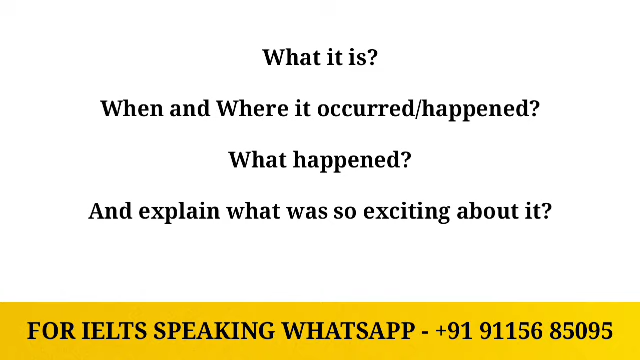 What it is?
When and Where it occurred/happened?
What happened?
And explain what was so exciting about it?
FOR IELTS SPEAKING WHATSAPP - +91 91156 85095